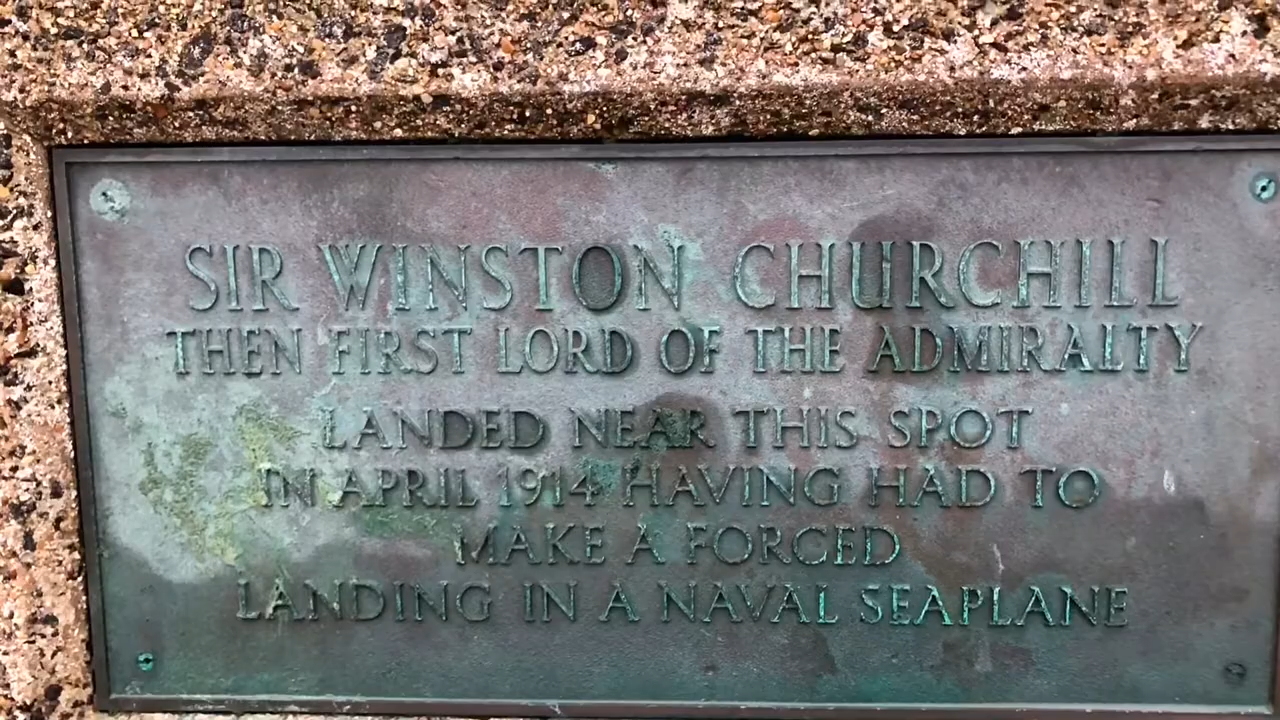 SIR WINSTON CHURCHILL
THEN FIRST LORD OF THE ADMIRALTY
LANDED NEAR THIS SPOT
IN APRIL 1914 HAVING HAD TO
MAKE A FORCED
LANDING IN A NAVAL SEAPLANE